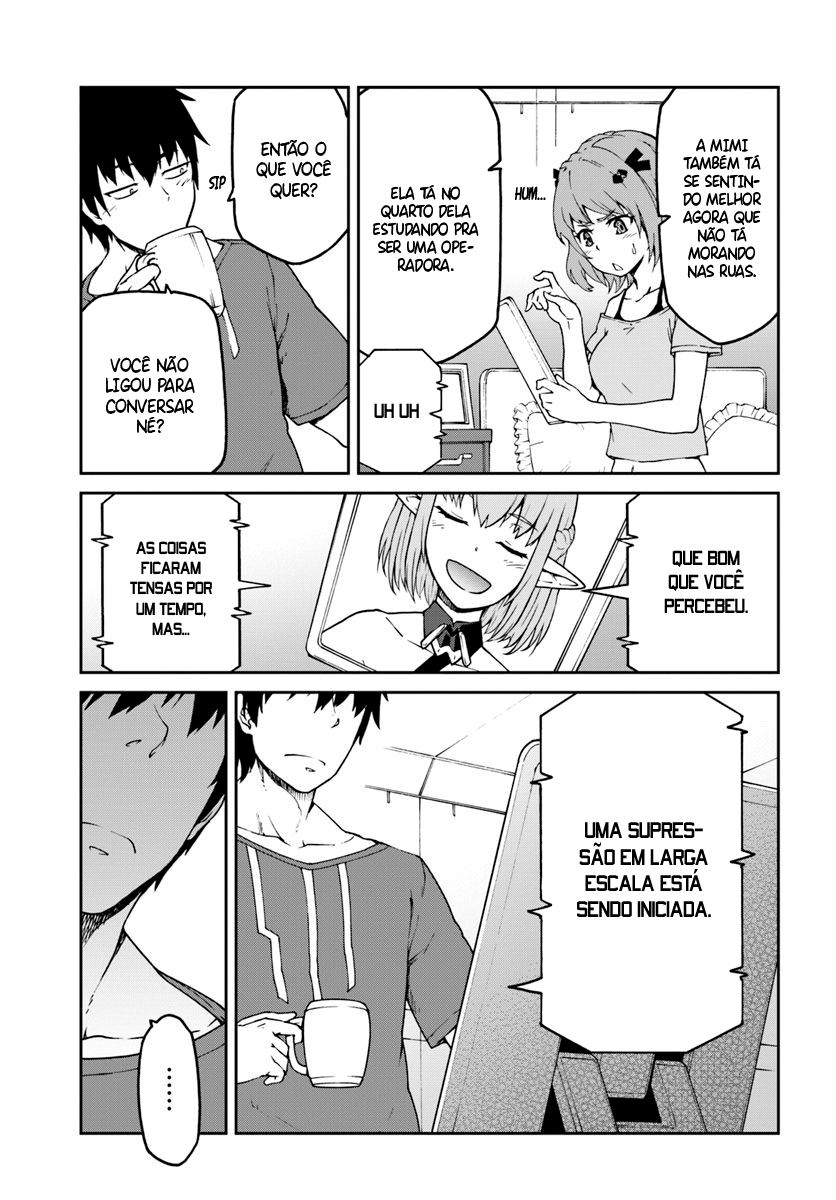 A MIMI
TAMBÉM TÁ
SE SENTIN-
DO MELHOR
AGORA QUE
NÃO TÁ
MORANDO
NAS RUAS.
HUM...
ELA TÁ NO
QUARTO DELA
ESTUDANDO PRA
SER UMA OPE-
RADORA.
UH UH
ENTÃO O
QUE VOCÊ
QUER?
SIP
VOCÊ NÃO
LIGOU PARA
CONVERSAR
NÉ?
QUE BOM
QUE VOCÊ
PERCEBEU.
AS COISAS
FICARAM
TENSAS POR
UM TEMPO,
MAS...
UMA SUPRES-
SÃO EM LARGA
ESCALA ESTÁ
SENDO INICIADA.
......